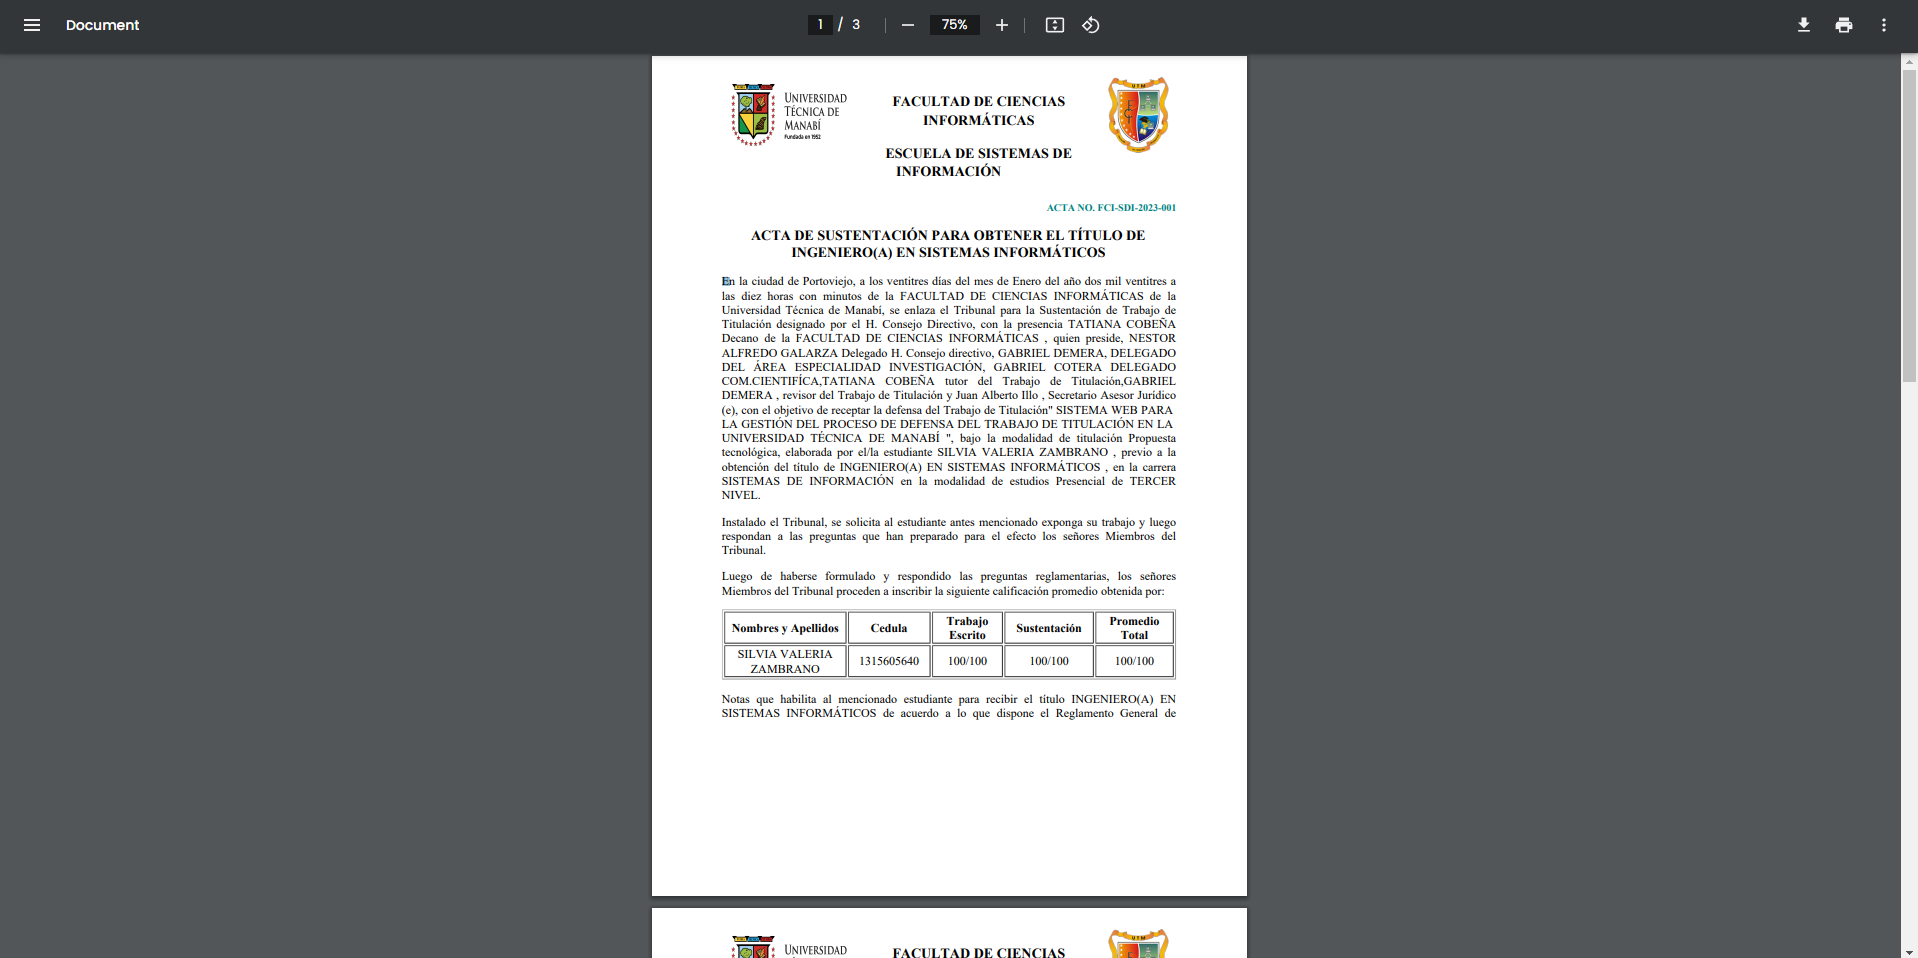 Document
1 / 3
75%
UNIVERSIDAD
TÉCNICA DE
MANABÍ
Fundada en 1952
FACULTAD DE CIENCIAS
INFORMÁTICAS
ESCUELA DE SISTEMAS DE
INFORMACIÓN
UTM
ACTA NO. FCI-SDI-2023-001
ACTA DE SUSTENTACIÓN PARA OBTENER EL TÍTULO DE
INGENIERO(A) EN SISTEMAS INFORMÁTICOS
En la ciudad de Portoviejo, a los ventitres días del mes de Enero del año dos mil ventitres a
las diez horas con minutos de la FACULTAD DE CIENCIAS INFORMÁTICAS de la
Universidad Técnica de Manabí, se enlaza el Tribunal para la Sustentación de Trabajo de
Titulación designado por el H. Consejo Directivo, con la presencia TATIANA COBEÑA
Decano de la FACULTAD DE CIENCIAS INFORMÁTICAS , quien preside, NESTOR
ALFREDO GALARZA Delegado H. Consejo directivo, GABRIEL DEMERA, DELEGADO
DEL ÁREA ESPECIALIDAD INVESTIGACIÓN, GABRIEL COTERA DELEGADO
COM.CIENTIFÍCA,TATIANA COBEÑA tutor del Trabajo de Titulación,GABRIEL
DEMERA , revisor del Trabajo de Titulación y Juan Alberto Illo , Secretario Asesor Jurídico
(e), con el objetivo de receptar la defensa del Trabajo de Titulación" SISTEMA WEB PARA
LA GESTIÓN DEL PROCESO DE DEFENSA DEL TRABAJO DE TITULACIÓN EN LA
UNIVERSIDAD TÉCNICA DE MANABÍ ", bajo la modalidad de titulación Propuesta
tecnológica, elaborada por el/la estudiante SILVIA VALERIA ZAMBRANO , previo a la
obtención del título de INGENIERO(A) EN SISTEMAS INFORMÁTICOS , en la carrera
SISTEMAS DE INFORMACIÓN en la modalidad de estudios Presencial de TERCER
NIVEL.
Instalado el Tribunal, se solicita al estudiante antes mencionado exponga su trabajo y luego
respondan a las preguntas que han preparado para el efecto los señores Miembros del
Tribunal.
Luego de haberse formulado y respondido las preguntas reglamentarias, los señores
Miembros del Tribunal proceden a inscribir la siguiente calificación promedio obtenida por:
Nombres y Apellidos Cedula Trabajo Escrito Sustentación Promedio Total
SILVIA VALERIA ZAMBRANO 1315605640 100/100 100/100 100/100
Notas que habilita al mencionado estudiante para recibir el título INGENIERO(A) EN
SISTEMAS INFORMÁTICOS de acuerdo a lo que dispone el Reglamento General de
UNIVERSIDAD
FACULTAD DE CIENCIAS
UTM